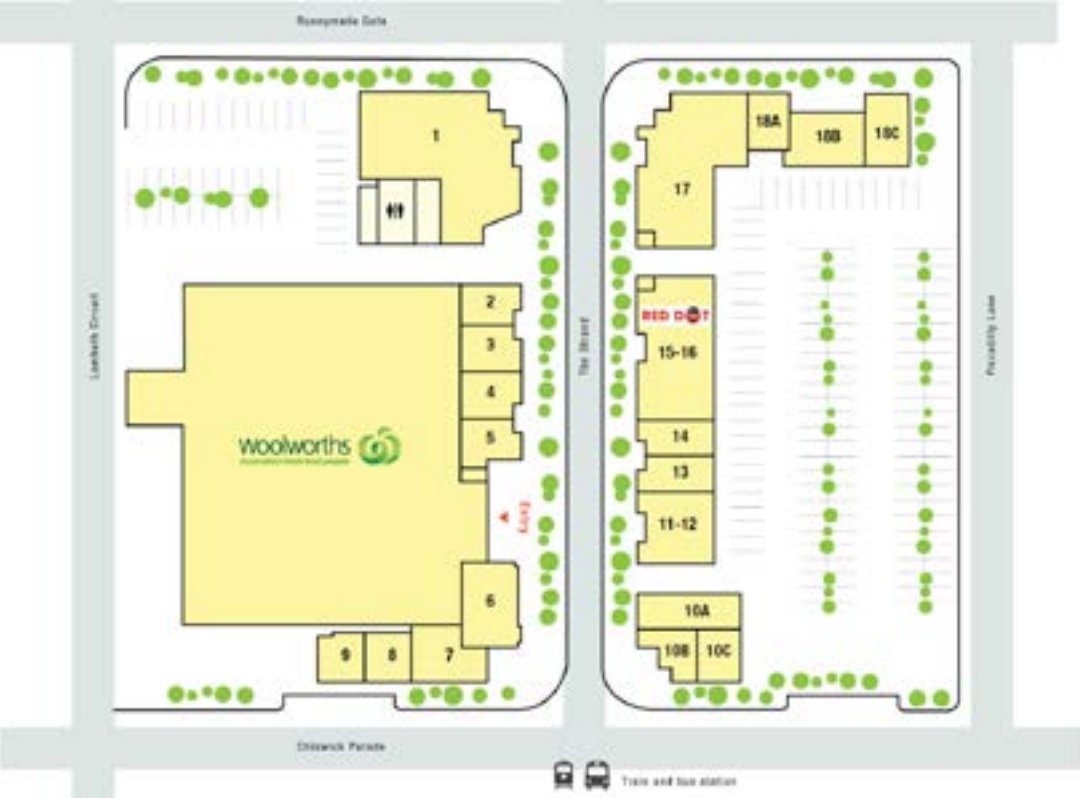 Runnymede Gate
1
18A
18B
18C
17
2
3
4
5
Lambeth Circuit
The Strand
Piccadilly Lane
RED DOT
15-16
woolworths
14
13
11-12
Entry
6
10A
10B
10C
9
8
7
Chiswick Parade
Train and bus station